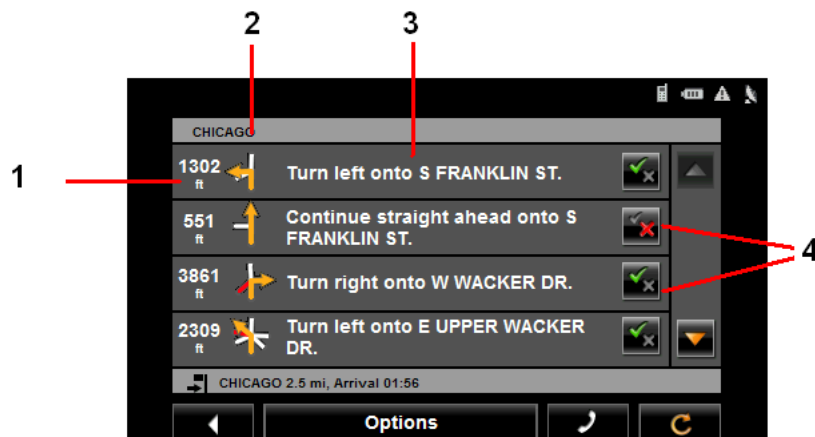 2
3
CHICAGO
1
1302
ft
Turn left onto S FRANKLIN ST.
551
ft
Continue straight ahead onto S
FRANKLIN ST.
4
3861
ft
Turn right onto W WACKER DR.
2309
ft
Turn left onto E UPPER WACKER
DR.
CHICAGO 2.5 mi, Arrival 01:56
Options